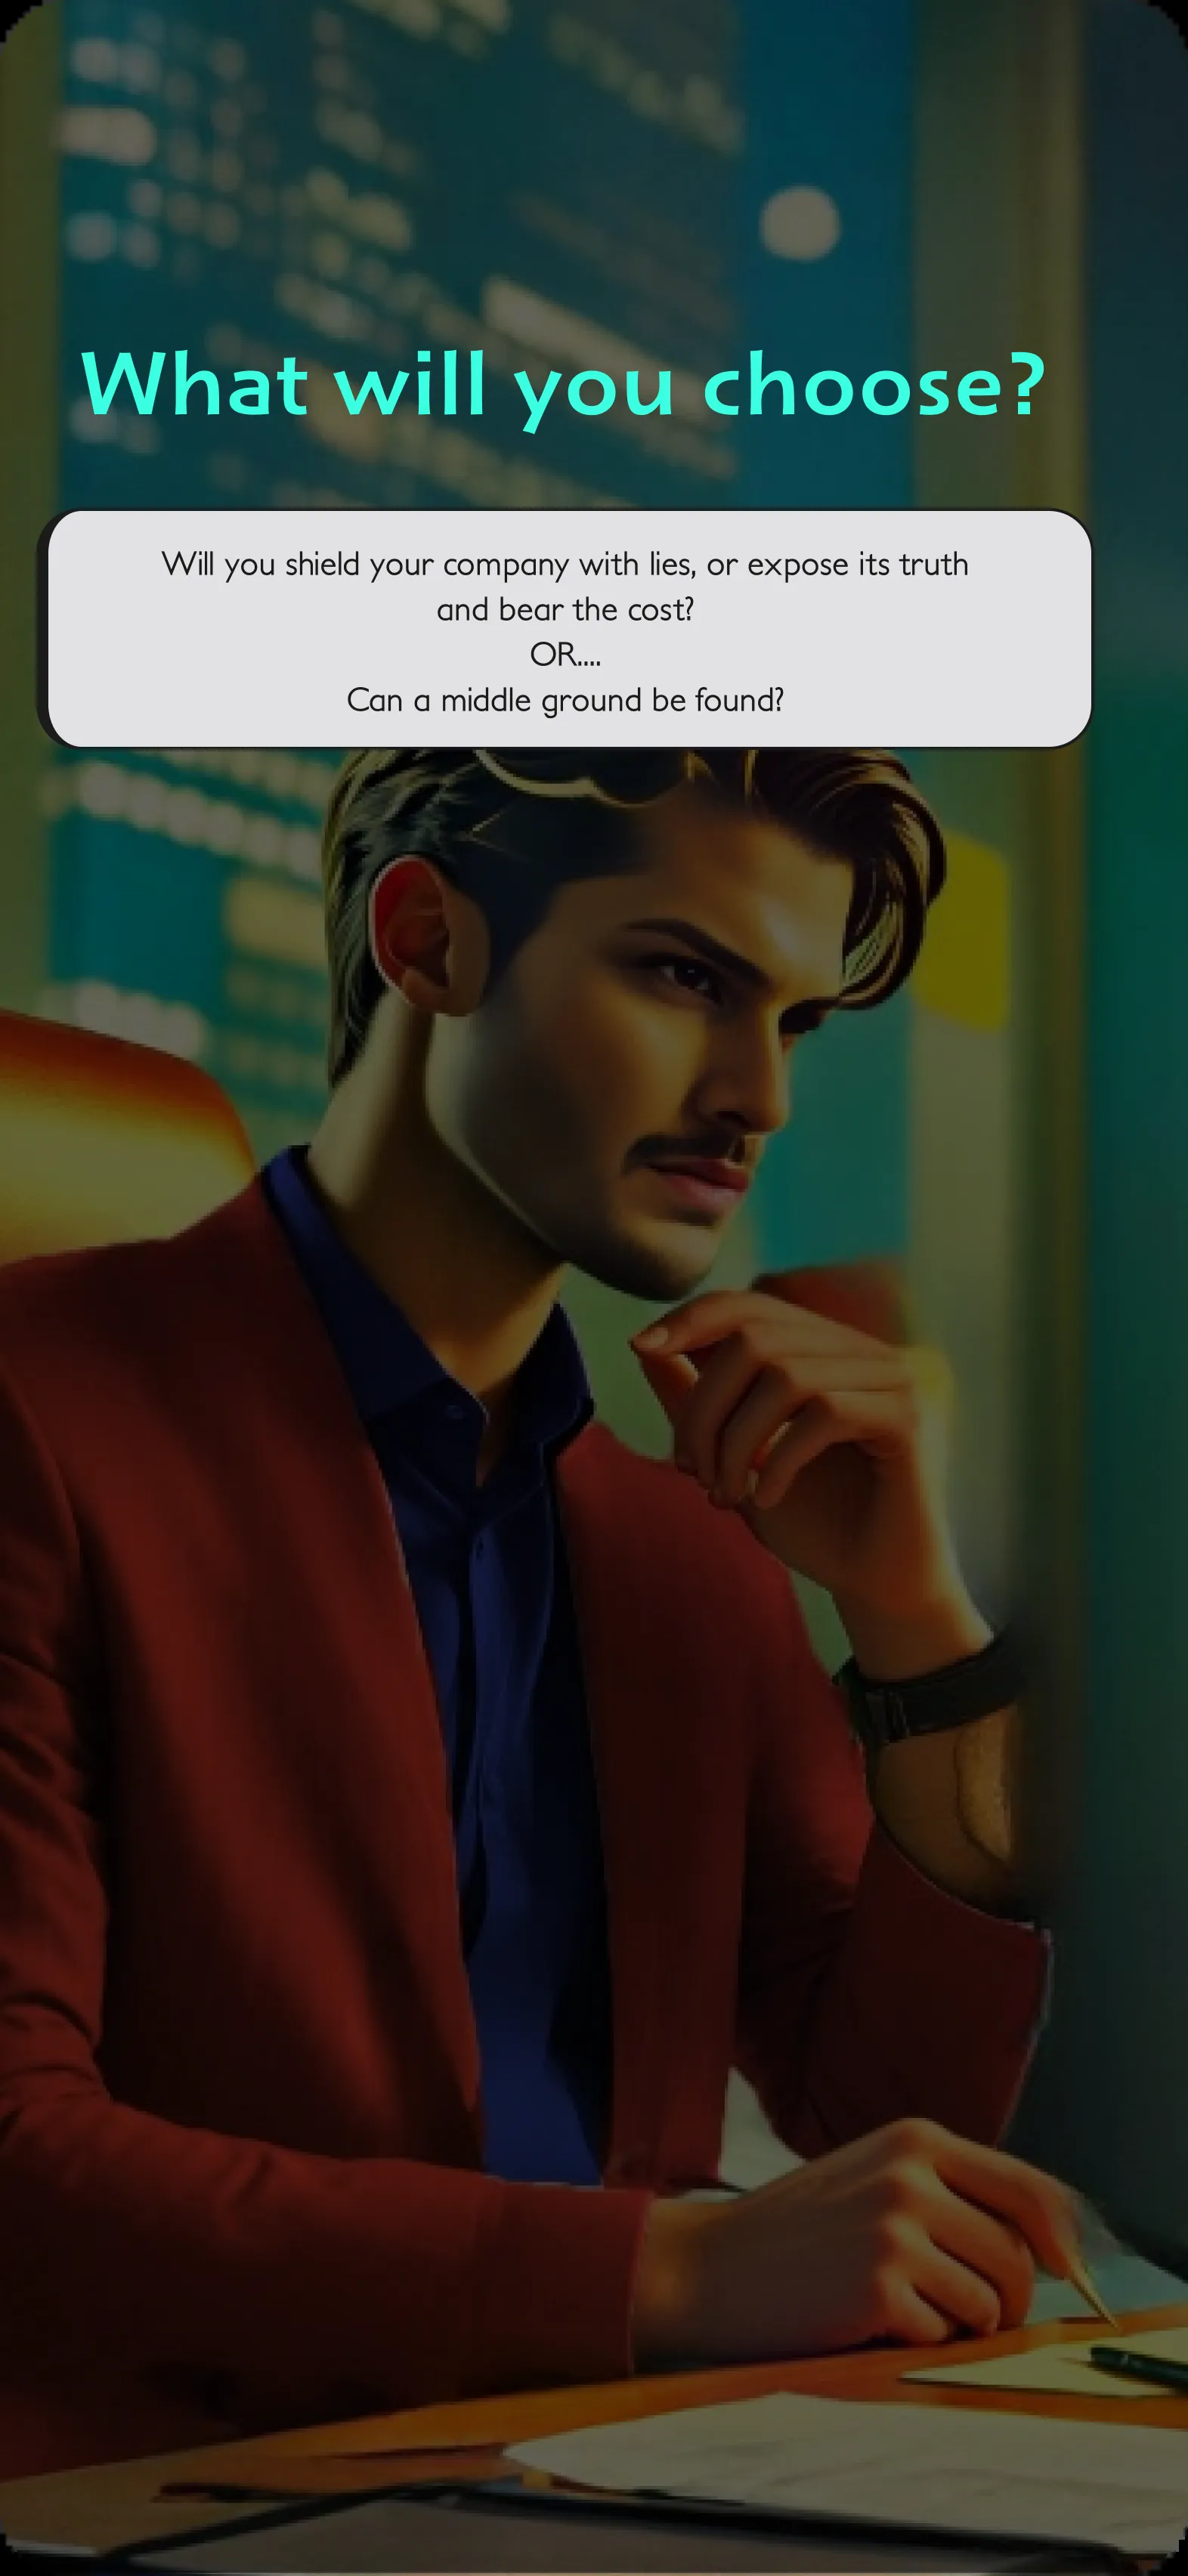 What will you choose?
Will you shield your company with lies, or expose its truth
and bear the cost?
OR....
Can a middle ground be found?